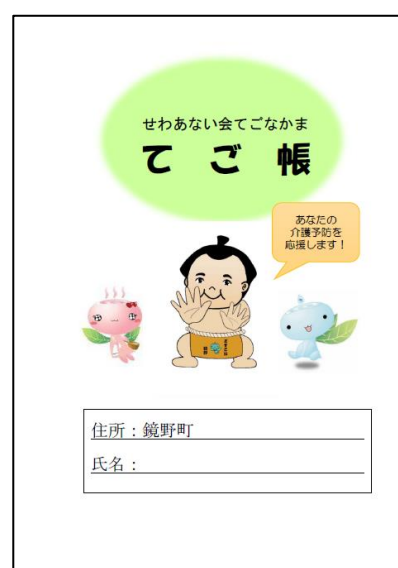 せわあない会てごなかま
てご帳
あなたの
介護予防を
応援します！
住所：鏡野町
氏名：